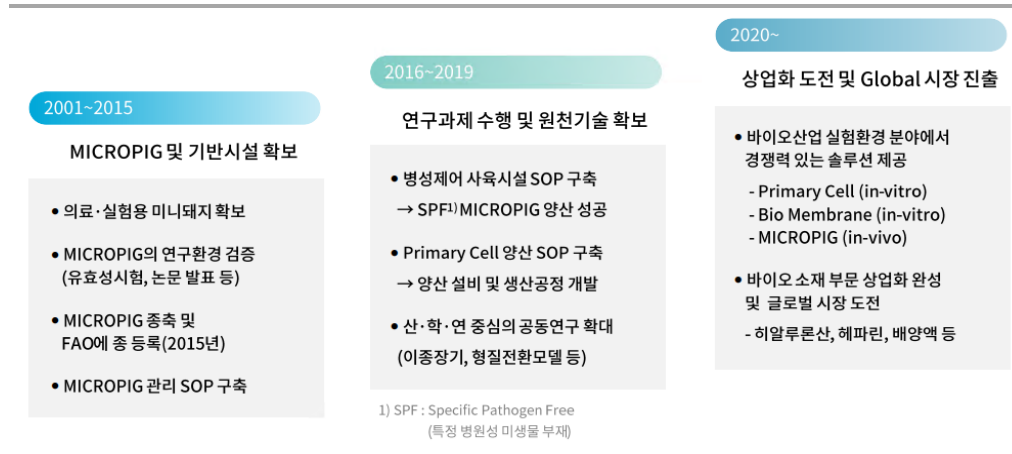 2001~2015
MICROPIG 및 기반시설 확보
• 의료·실험용 미니돼지 확보
• MICROPIG의 연구환경 검증
(유효성시험, 논문 발표 등)
• MICROPIG 종축 및
FAO에 종 등록(2015년)
• MICROPIG 관리 SOP 구축
2016~2019
연구과제 수행 및 원천기술 확보
• 병성제어 사육시설 SOP 구축
→ SPF1) MICROPIG 양산 성공
• Primary Cell 양산 SOP 구축
→ 양산 설비 및 생산공정 개발
• 산·학·연 중심의 공동연구 확대
(이종장기, 형질전환모델 등)
1) SPF : Specific Pathogen Free
(특정 병원성 미생물 부재)
2020~
상업화 도전 및 Global 시장 진출
• 바이오산업 실험환경 분야에서
경쟁력 있는 솔루션 제공
- Primary Cell (in-vitro)
- Bio Membrane (in-vitro)
- MICROPIG (in-vivo)
• 바이오 소재 부문 상업화 완성
및 글로벌 시장 도전
- 히알루론산, 헤파린, 배양액 등